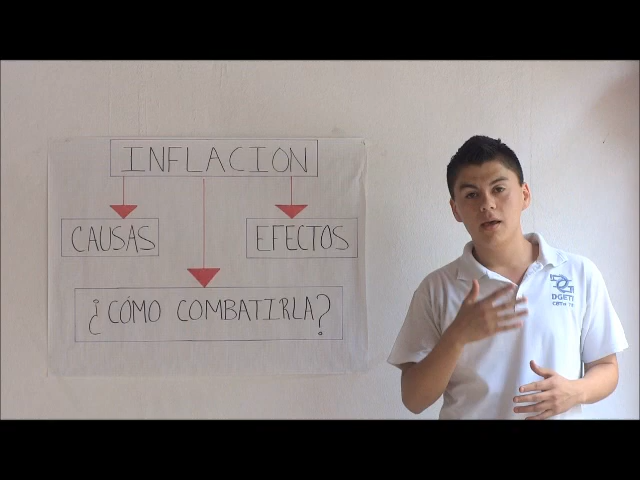 INFLACION
CAUSAS
EFECTOS
¿CÓMO COMBATIRLA?
DGETI